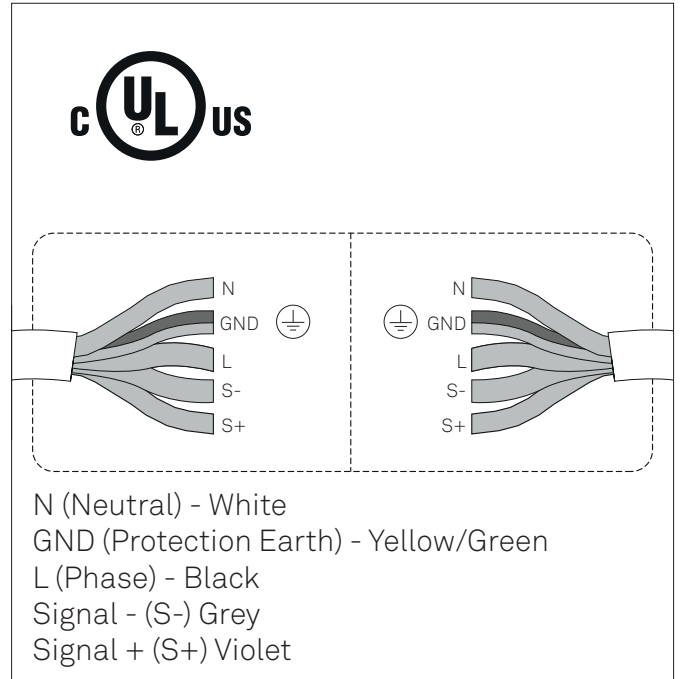 C UL ® US
N N
GND GND
L L
S- S-
S+ S+
N (Neutral) - White
GND (Protection Earth) - Yellow/Green
L (Phase) - Black
Signal - (S-) Grey
Signal + (S+) Violet